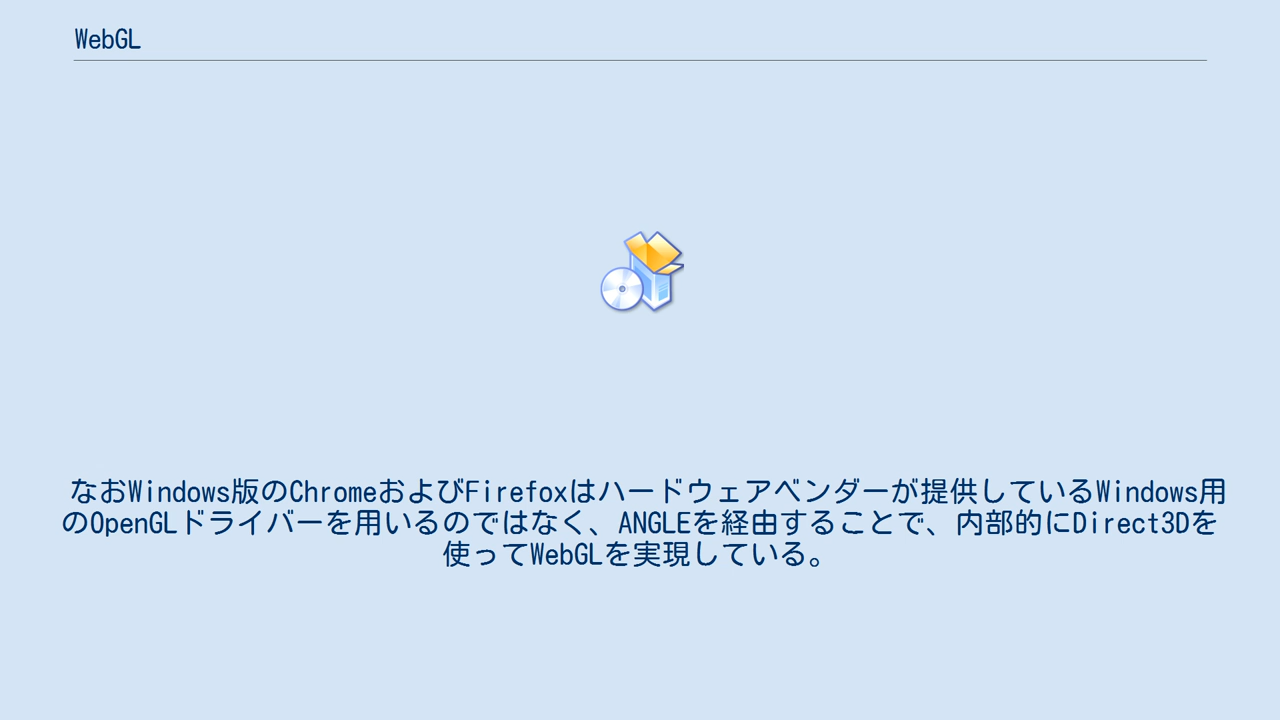 WebGL
なおWindows版のChromeおよびFirefoxはハードウェアベンダーが提供しているWindows用
のOpenGLドライバーを用いるのではなく、ANGLEを経由することで、内部的にDirect3Dを
使ってWebGLを実現している。